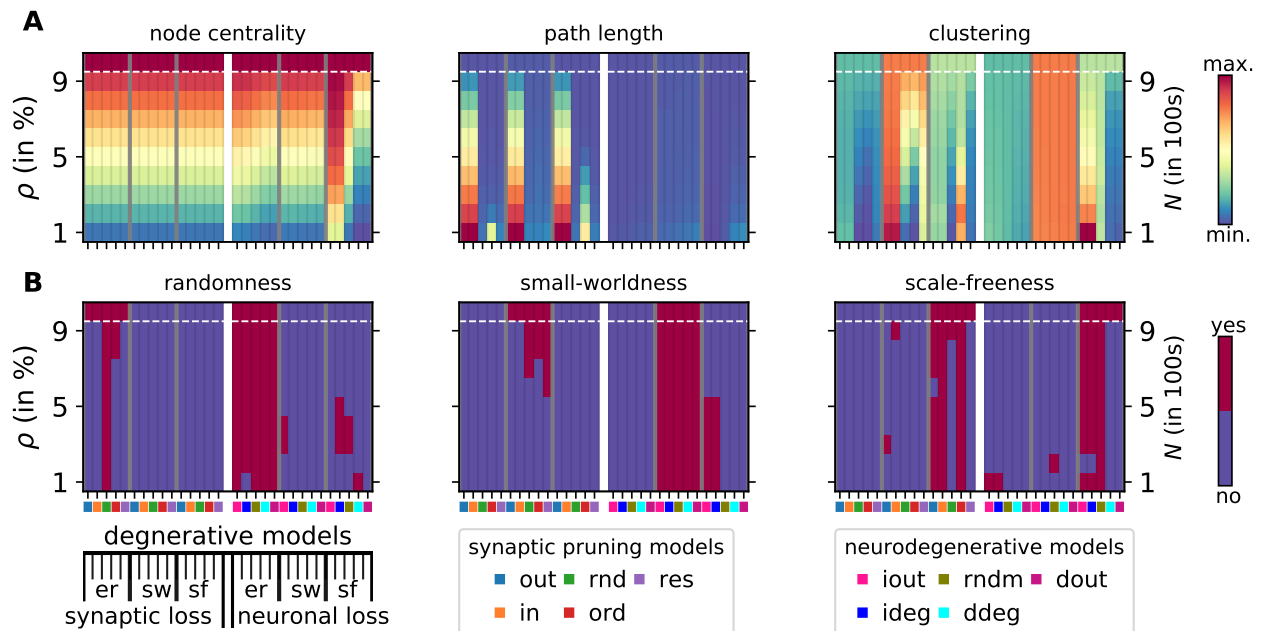 A
node centrality
path length
clustering
max.
9
5
1
ρ (in %)
9
5
1
N (in 100s)
min.
B
randomness
small-worldness
scale-freeness
yes
9
5
1
ρ (in %)
9
5
1
N (in 100s)
no
degnerative models
er sw sf er sw sf
synaptic loss neuronal loss
synaptic pruning models
out rnd res
in ord
neurodegenerative models
iout rndm dout
ideg ddeg